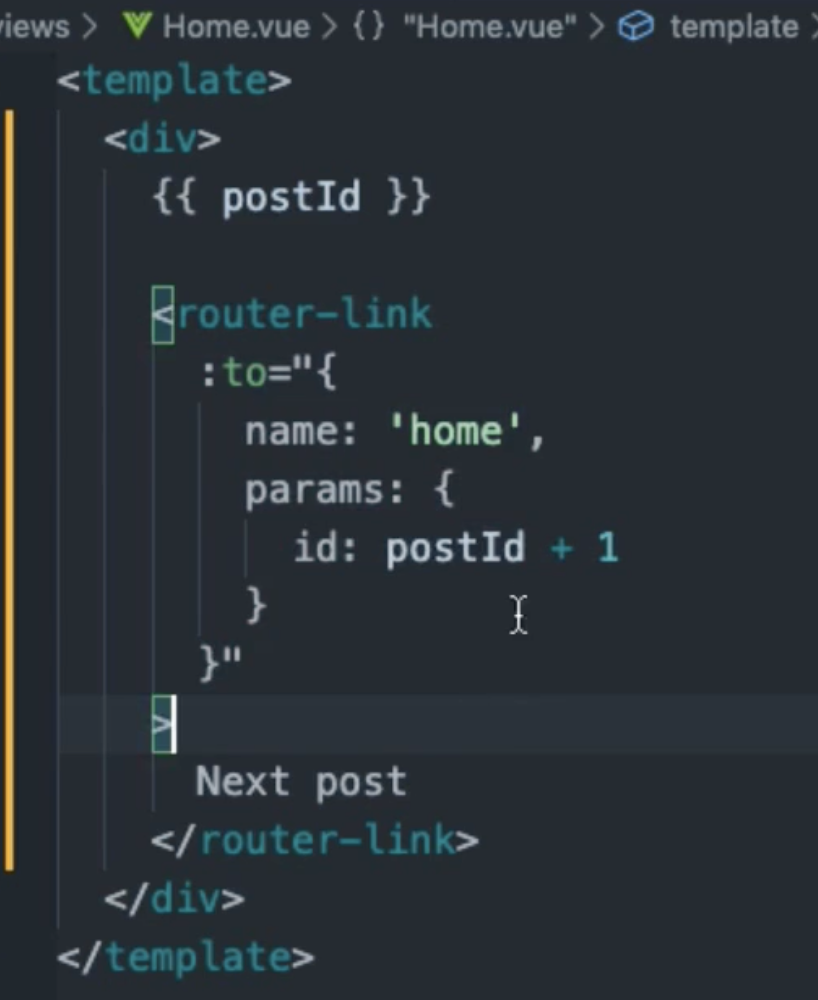 iews > Home.vue > {} "Home.vue" > template >
<template>
  <div>
    {{ postId }}

    <router-link
      :to="{
        name: 'home',
        params: {
          id: postId + 1
        }
      }"
    >
      Next post
    </router-link>
  </div>
</template>